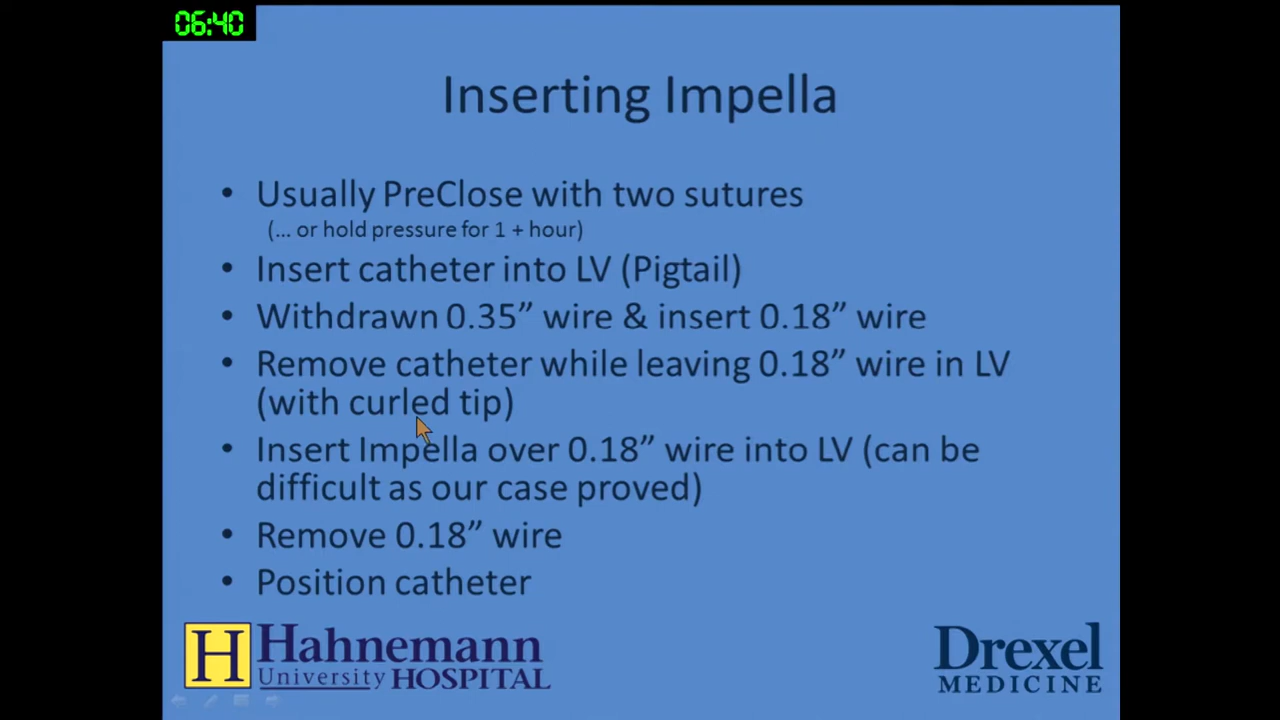 06:40
Inserting Impella
• Usually PreClose with two sutures
(... or hold pressure for 1 + hour)
• Insert catheter into LV (Pigtail)
• Withdrawn 0.35” wire & insert 0.18” wire
• Remove catheter while leaving 0.18” wire in LV
(with curled tip)
• Insert Impella over 0.18” wire into LV (can be
difficult as our case proved)
• Remove 0.18” wire
• Position catheter
H Hahnemann
University HOSPITAL
Drexel
MEDICINE